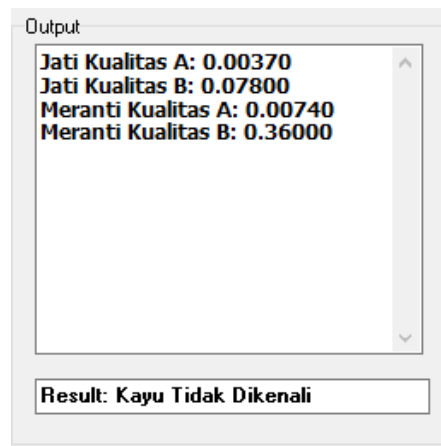 Output
Jati Kualitas A: 0.00370
Jati Kualitas B: 0.07800
Meranti Kualitas A: 0.00740
Meranti Kualitas B: 0.36000
Result: Kayu Tidak Dikenali